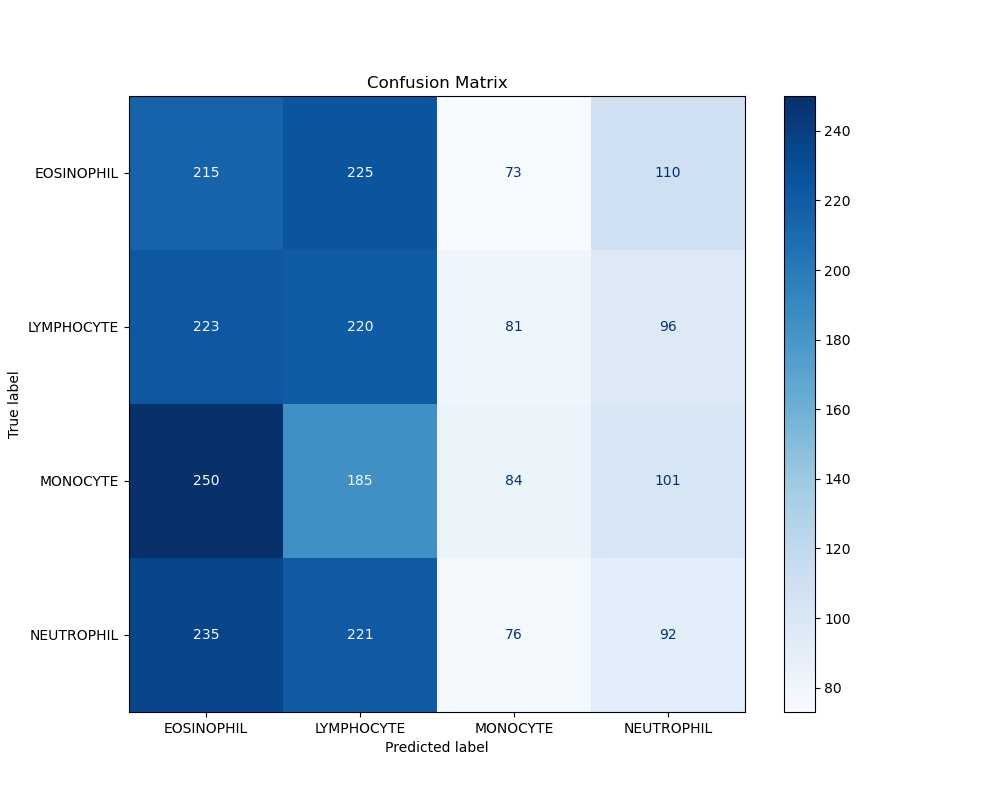 Confusion Matrix
True label
EOSINOPHIL 215 225 73 110
LYMPHOCYTE 223 220 81 96
MONOCYTE 250 185 84 101
NEUTROPHIL 235 221 76 92
EOSINOPHIL LYMPHOCYTE MONOCYTE NEUTROPHIL
Predicted label
240
220
200
180
160
140
120
100
80